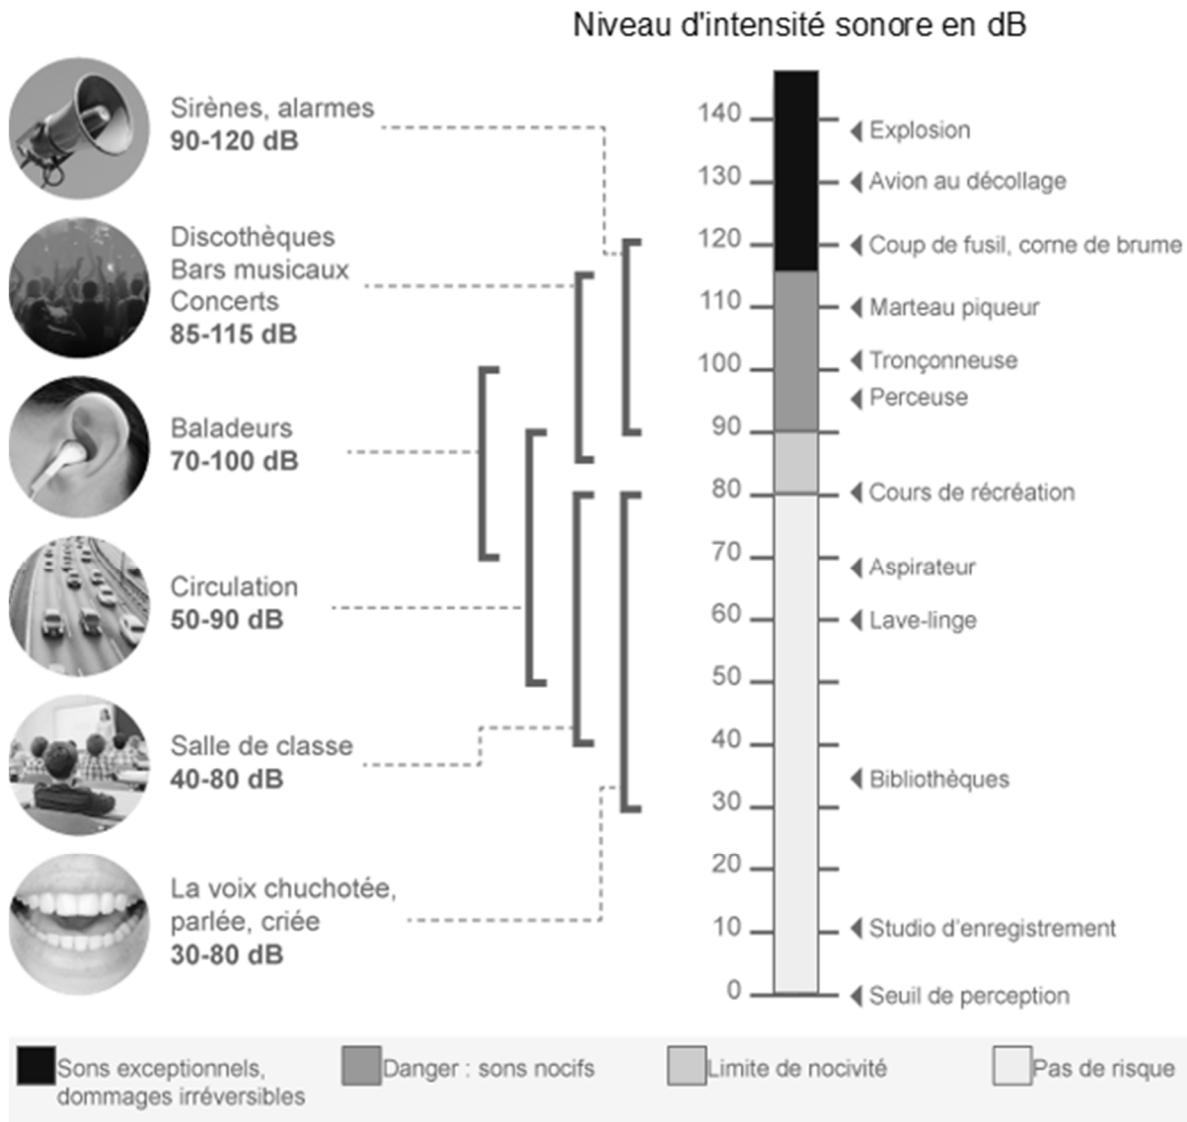 Niveau d'intensité sonore en dB
Sirènes, alarmes
90-120 dB
Discothèques
Bars musicaux
Concerts
85-115 dB
Baladeurs
70-100 dB
Circulation
50-90 dB
Salle de classe
40-80 dB
La voix chuchotée,
parlée, criée
30-80 dB
140
Explosion
130
Avion au décollage
120
Coup de fusil, corne de brume
110
Marteau piqueur
100
Tronçonneuse
Perceuse
90
80
Cours de récréation
70
Aspirateur
60
Lave-linge
50
40
Bibliothèques
30
20
10
Studio d'enregistrement
0
Seuil de perception
Sons exceptionnels,
dommages irréversibles
Danger : sons nocifs
Limite de nocivité
Pas de risque